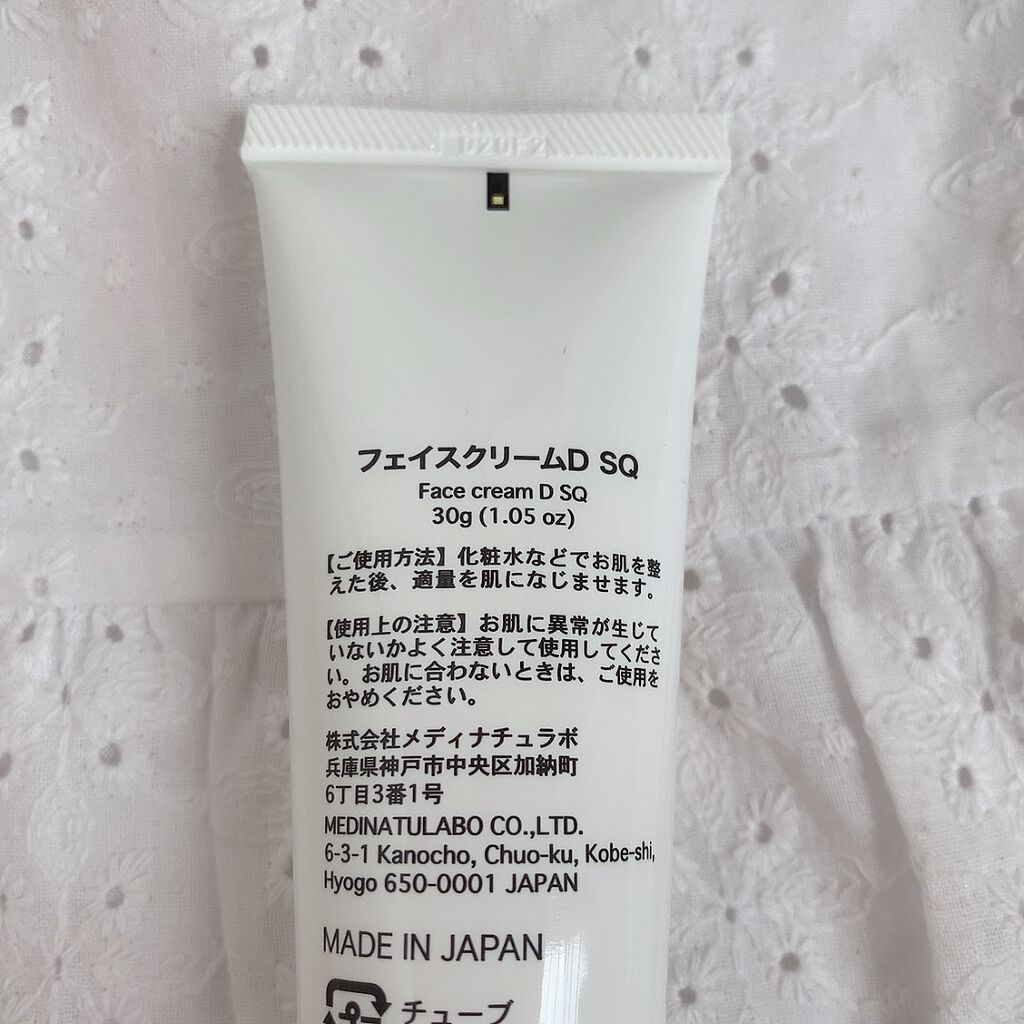 フェイスクリームD SQ
Face cream D SQ
30g (1.05 oz)
【ご使用方法】化粧水などでお肌を整
えた後、適量を肌になじませます。
【使用上の注意】お肌に異常が生じて
いないかよく注意して使用してくださ
い。お肌に合わないときは、ご使用を
おやめください。
株式会社メディナチュラボ
兵庫県神戸市中央区加納町
6丁目3番1号
MEDINATULABO CO.,LTD.
6-3-1 Kanocho, Chuo-ku, Kobe-shi,
Hyogo 650-0001 JAPAN
MADE IN JAPAN
チューブ